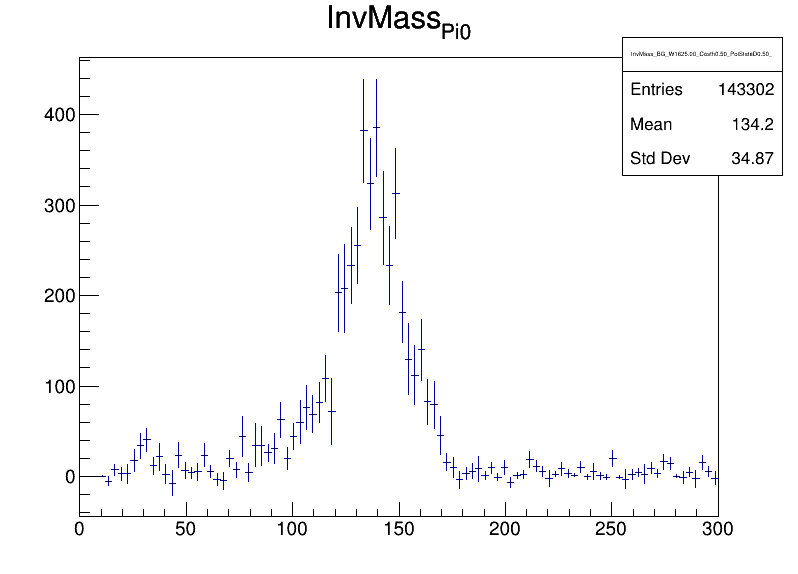 InvMass_Pi0
InvMass_BG_W1625.00_Costh0.50_PolStateD0.50_
Entries 143302
Mean 134.2
Std Dev 34.87
400
300
200
100
0
0 50 100 150 200 250 300